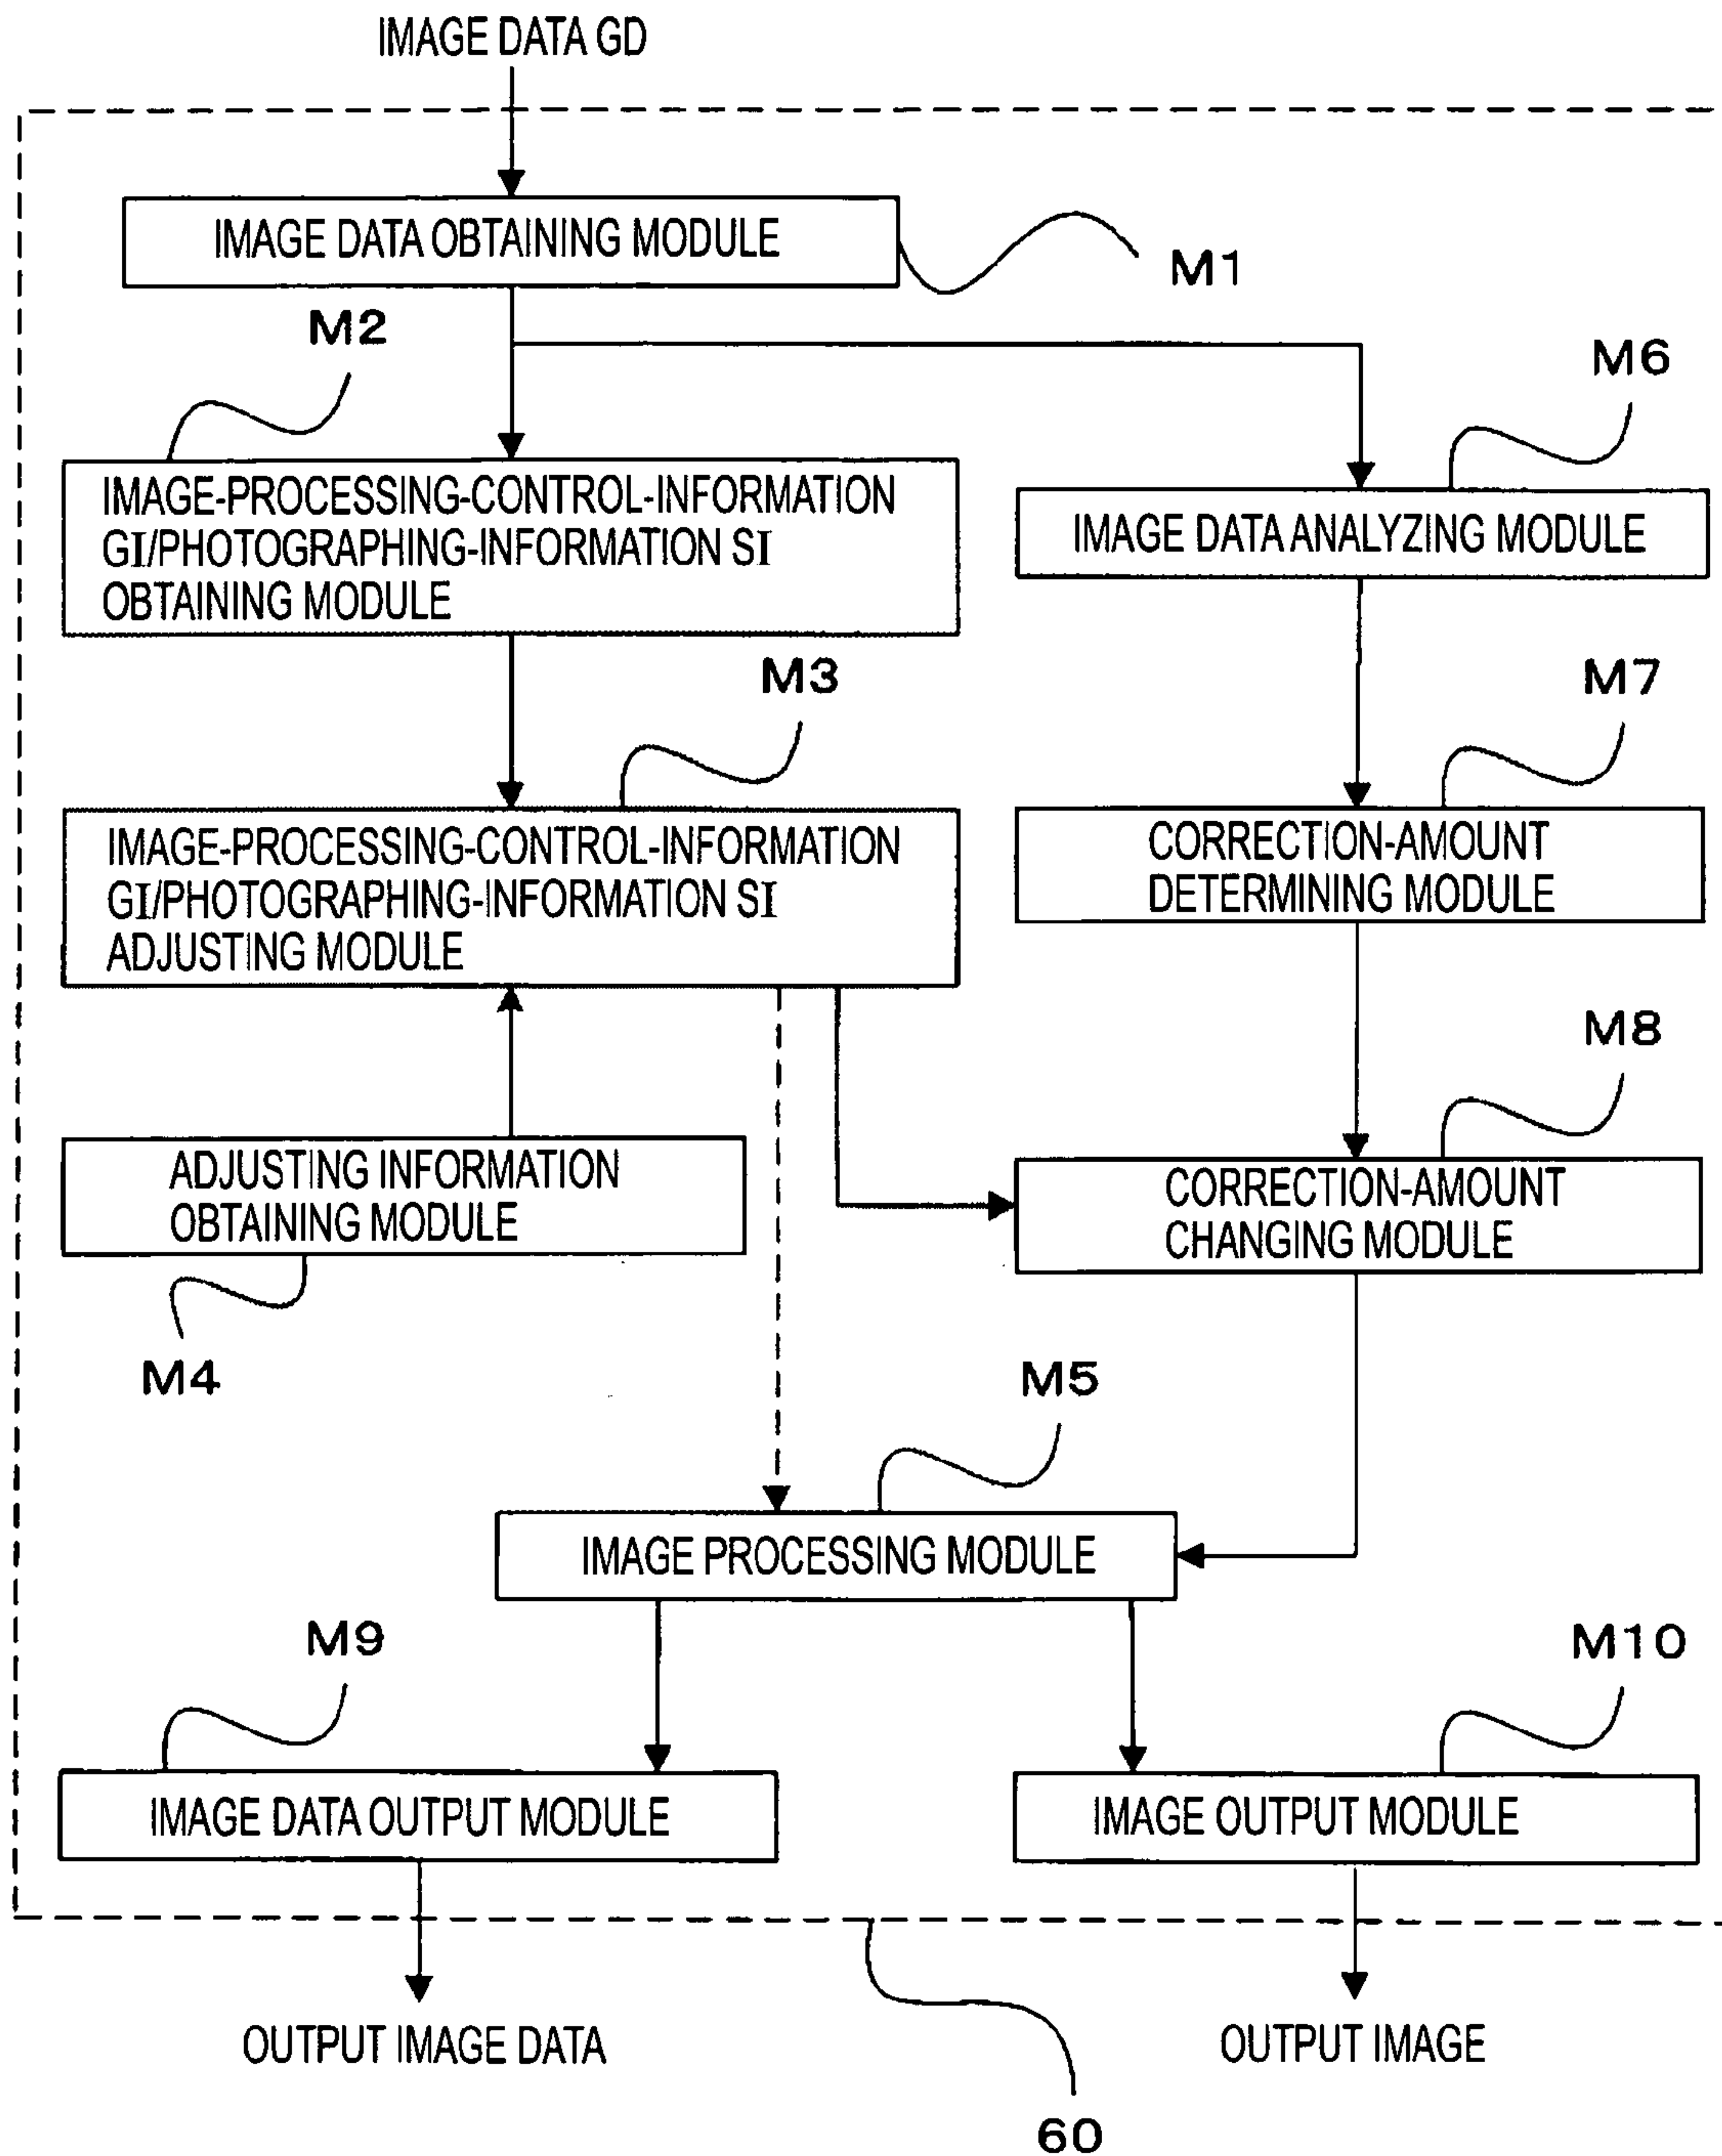 IMAGE DATA GD
IMAGE DATA OBTAINING MODULE
M1
M2
M6
IMAGE-PROCESSING-CONTROL-INFORMATION
GI/PHOTOGRAPHING-INFORMATION SI
OBTAINING MODULE
IMAGE DATA ANALYZING MODULE
M3
M7
IMAGE-PROCESSING-CONTROL-INFORMATION
GI/PHOTOGRAPHING-INFORMATION SI
ADJUSTING MODULE
CORRECTION-AMOUNT
DETERMINING MODULE
M8
ADJUSTING INFORMATION
OBTAINING MODULE
CORRECTION-AMOUNT
CHANGING MODULE
M4
M5
IMAGE PROCESSING MODULE
M9
M10
IMAGE DATA OUTPUT MODULE
IMAGE OUTPUT MODULE
OUTPUT IMAGE DATA
OUTPUT IMAGE
60